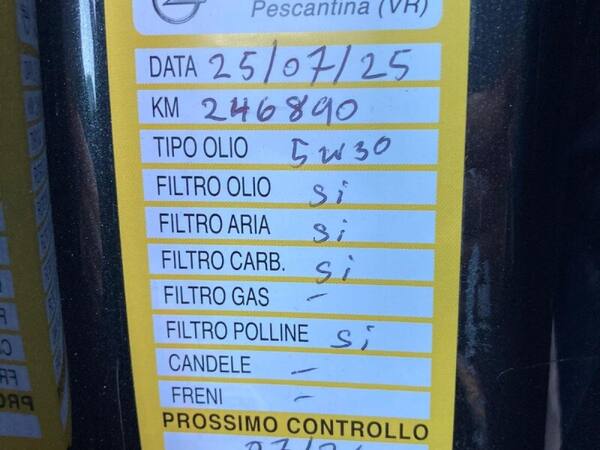 Pescantina (VR)
DATA 25/07/25
KM 246890
TIPO OLIO 5w30
FILTRO OLIO si
FILTRO ARIA si
FILTRO CARB. si
FILTRO GAS -
FILTRO POLLINE si
CANDELE -
FRENI -
PROSSIMO CONTROLLO